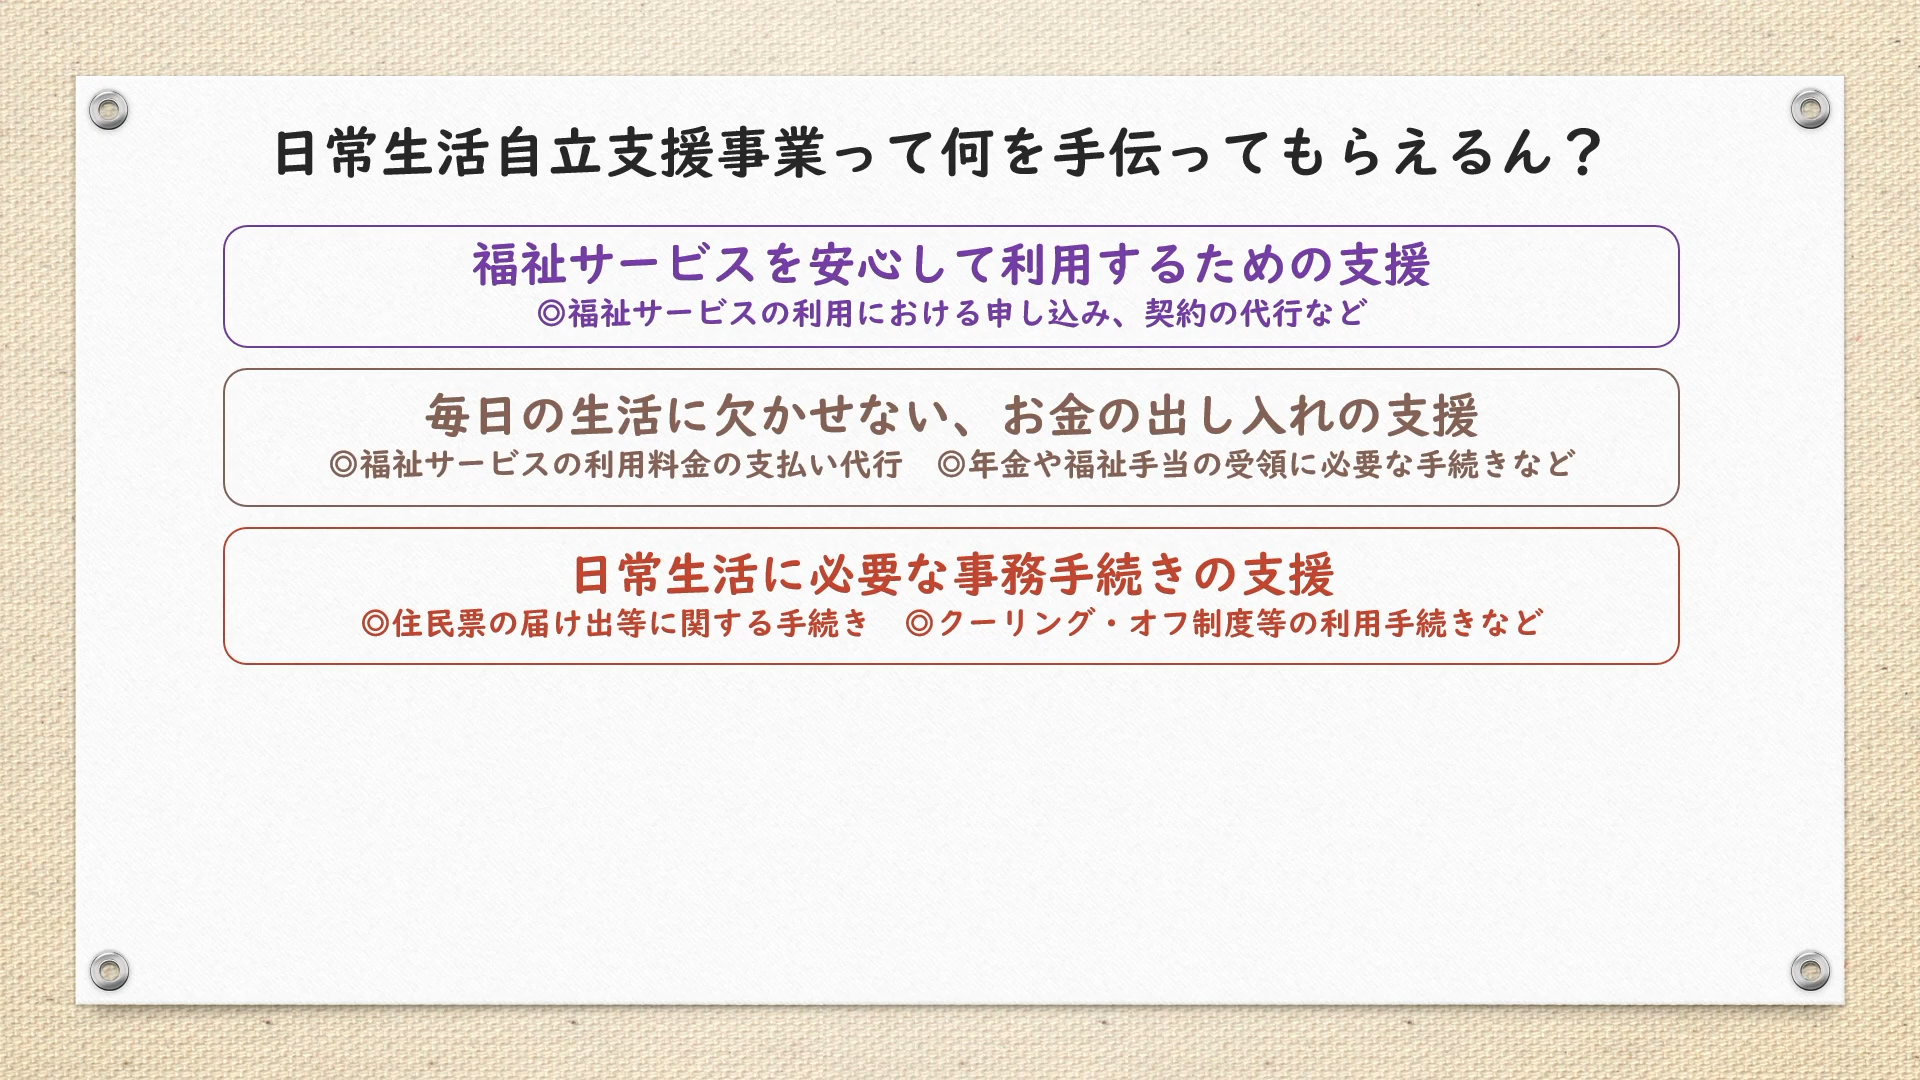 日常生活自立支援事業って何を手伝ってもらえるん？
福祉サービスを安心して利用するための支援
◎福祉サービスの利用における申し込み、契約の代行など
毎日の生活に欠かせない、お金の出し入れの支援
◎福祉サービスの利用料金の支払い代行　◎年金や福祉手当の受領に必要な手続きなど
日常生活に必要な事務手続きの支援
◎住民票の届け出等に関する手続き　◎クーリング・オフ制度等の利用手続きなど